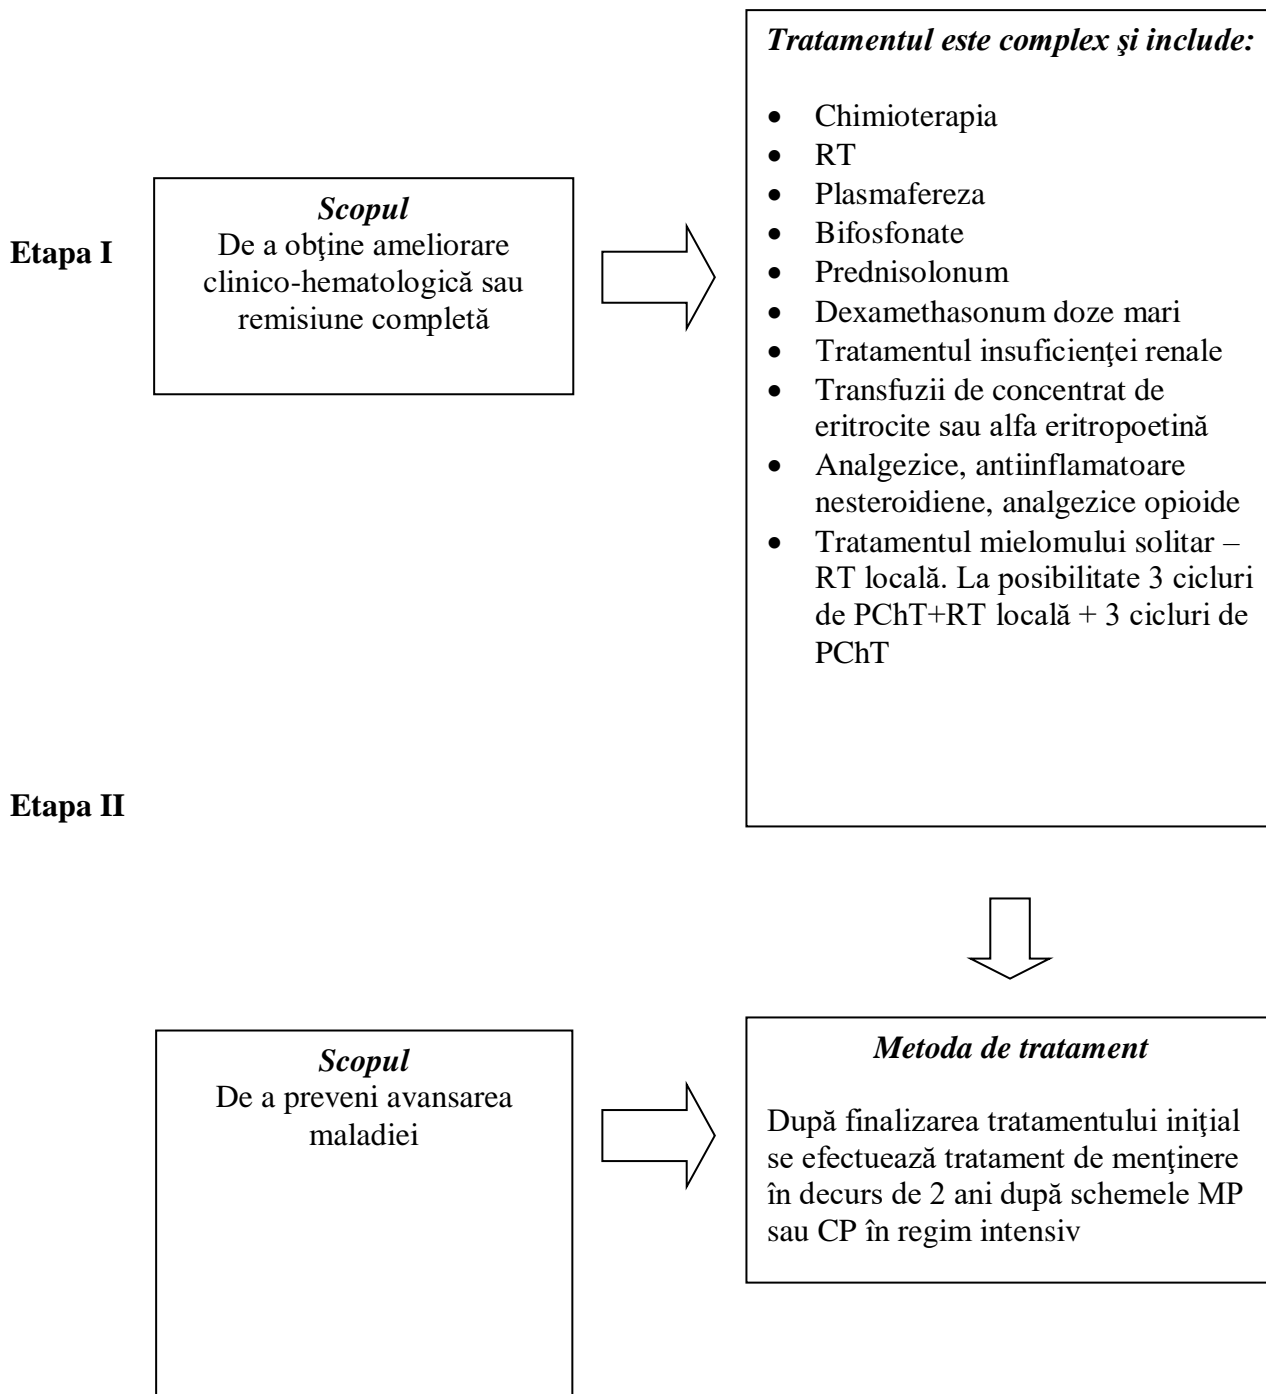 Etapa I
Scopul
De a obţine ameliorare
clinico-hematologică sau
remisiune completă
Tratamentul este complex şi include:
• Chimioterapia
• RT
• Plasmafereza
• Bifosfonate
• Prednisolonum
• Dexamethasonum doze mari
• Tratamentul insuficienţei renale
• Transfuzii de concentrat de
eritrocite sau alfa eritropoetină
• Analgezice, antiinflamatoare
nesteroidiene, analgezice opioide
• Tratamentul mielomului solitar –
RT locală. La posibilitate 3 cicluri
de PChT+RT locală + 3 cicluri de
PChT
Etapa II
Scopul
De a preveni avansarea
maladiei
Metoda de tratament
După finalizarea tratamentului iniţial
se efectuează tratament de menţinere
în decurs de 2 ani după schemele MP
sau CP în regim intensiv